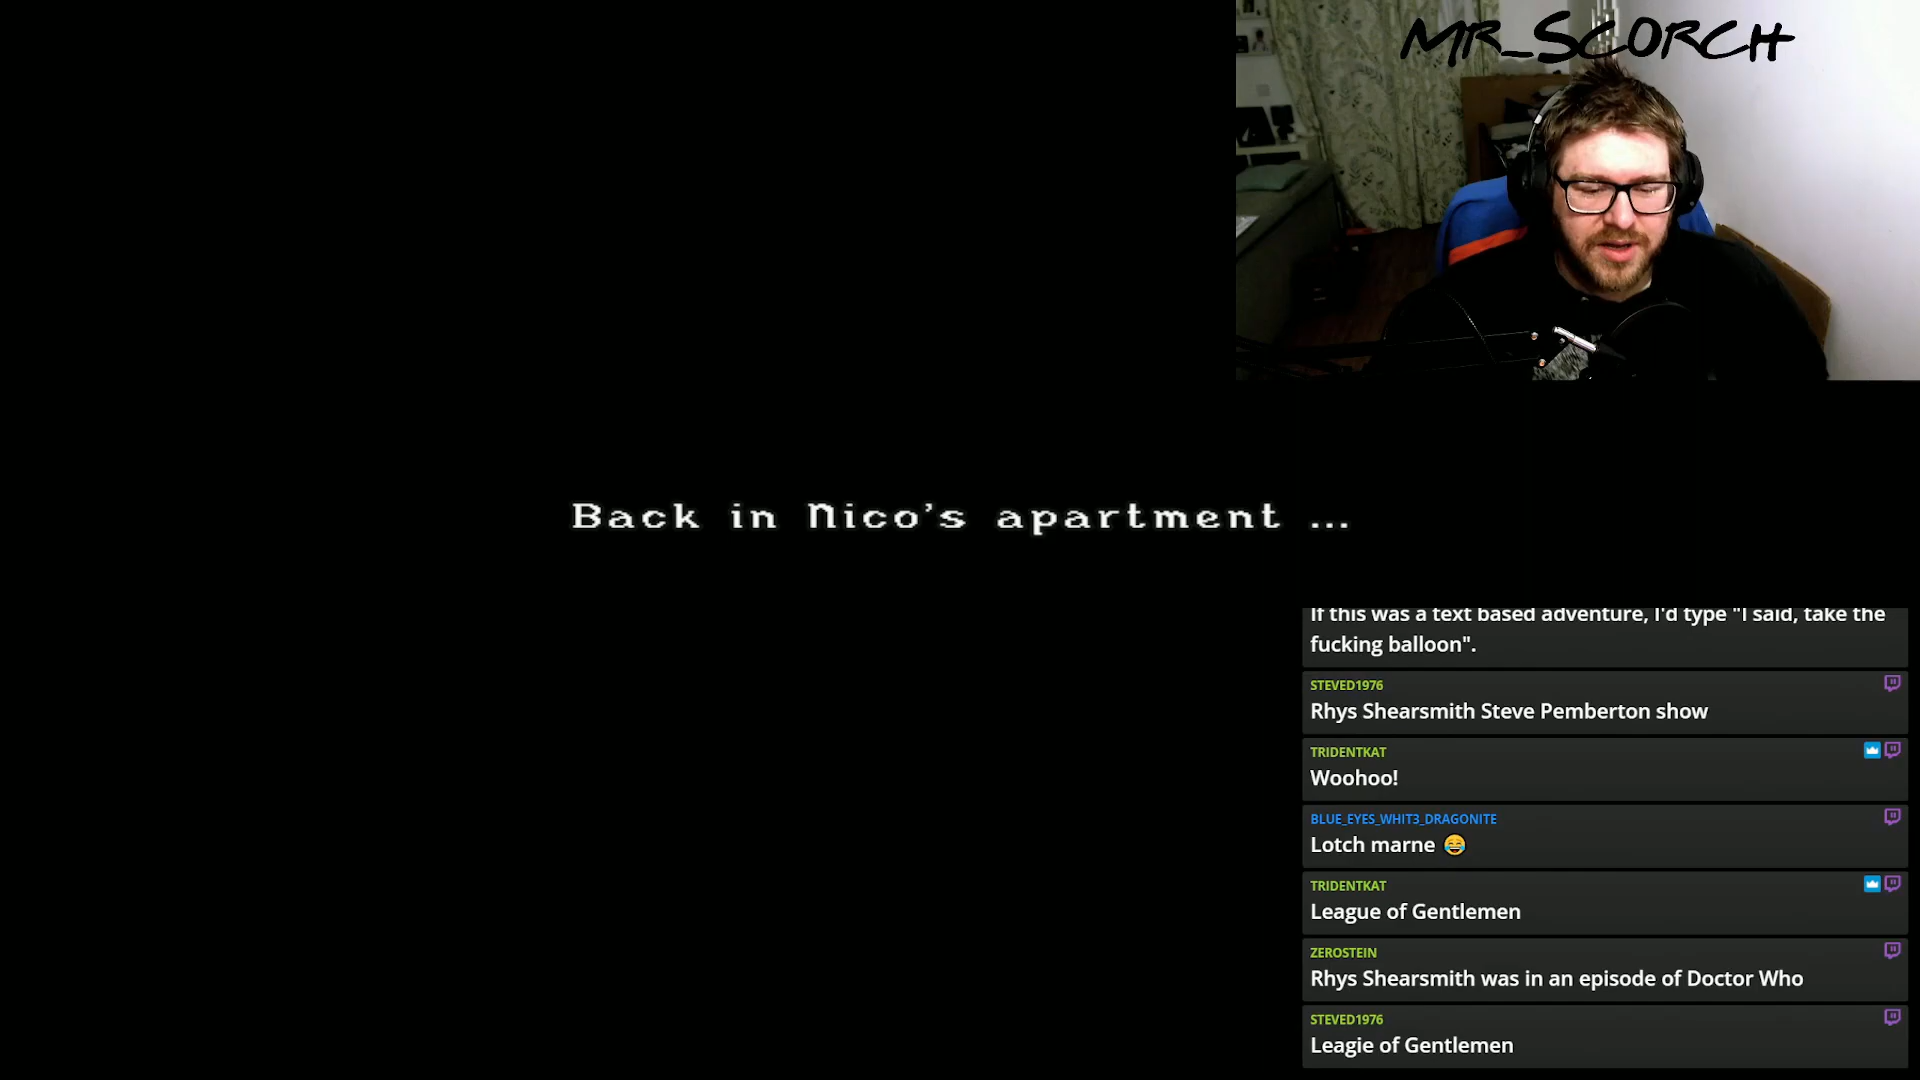 MR_SCORCH
Back in Nico's apartment ...
If this was a text based adventure, I'd type "I said, take the
fucking balloon".
STEVED1976
Rhys Shearsmith Steve Pemberton show
TRIDENTKAT
Woohoo!
BLUE_EYES_WHIT3_DRAGONITE
Lotch marne 😂
TRIDENTKAT
League of Gentlemen
ZEROSTEIN
Rhys Shearsmith was in an episode of Doctor Who
STEVED1976
Leagie of Gentlemen